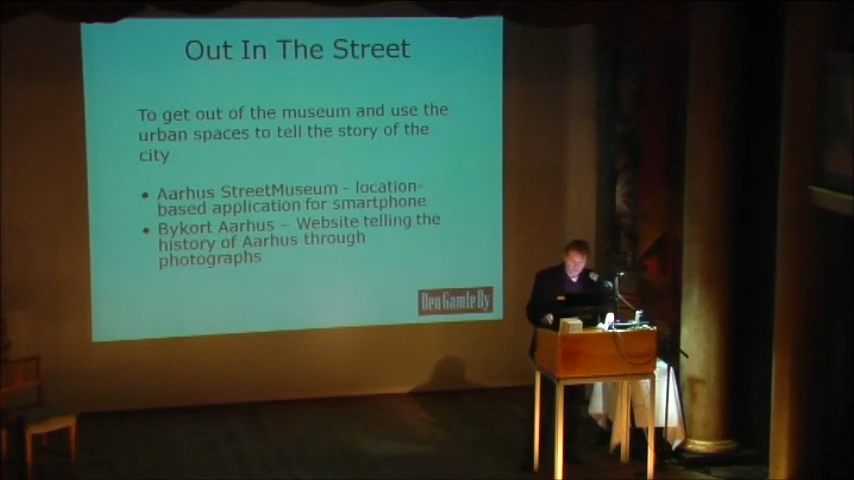 Out In The Street
To get out of the museum and use the
urban spaces to tell the story of the
city
• Aarhus StreetMuseum - location-
based application for smartphone
• Bykort Aarhus – Website telling the
history of Aarhus through
photographs
Den Gamle By